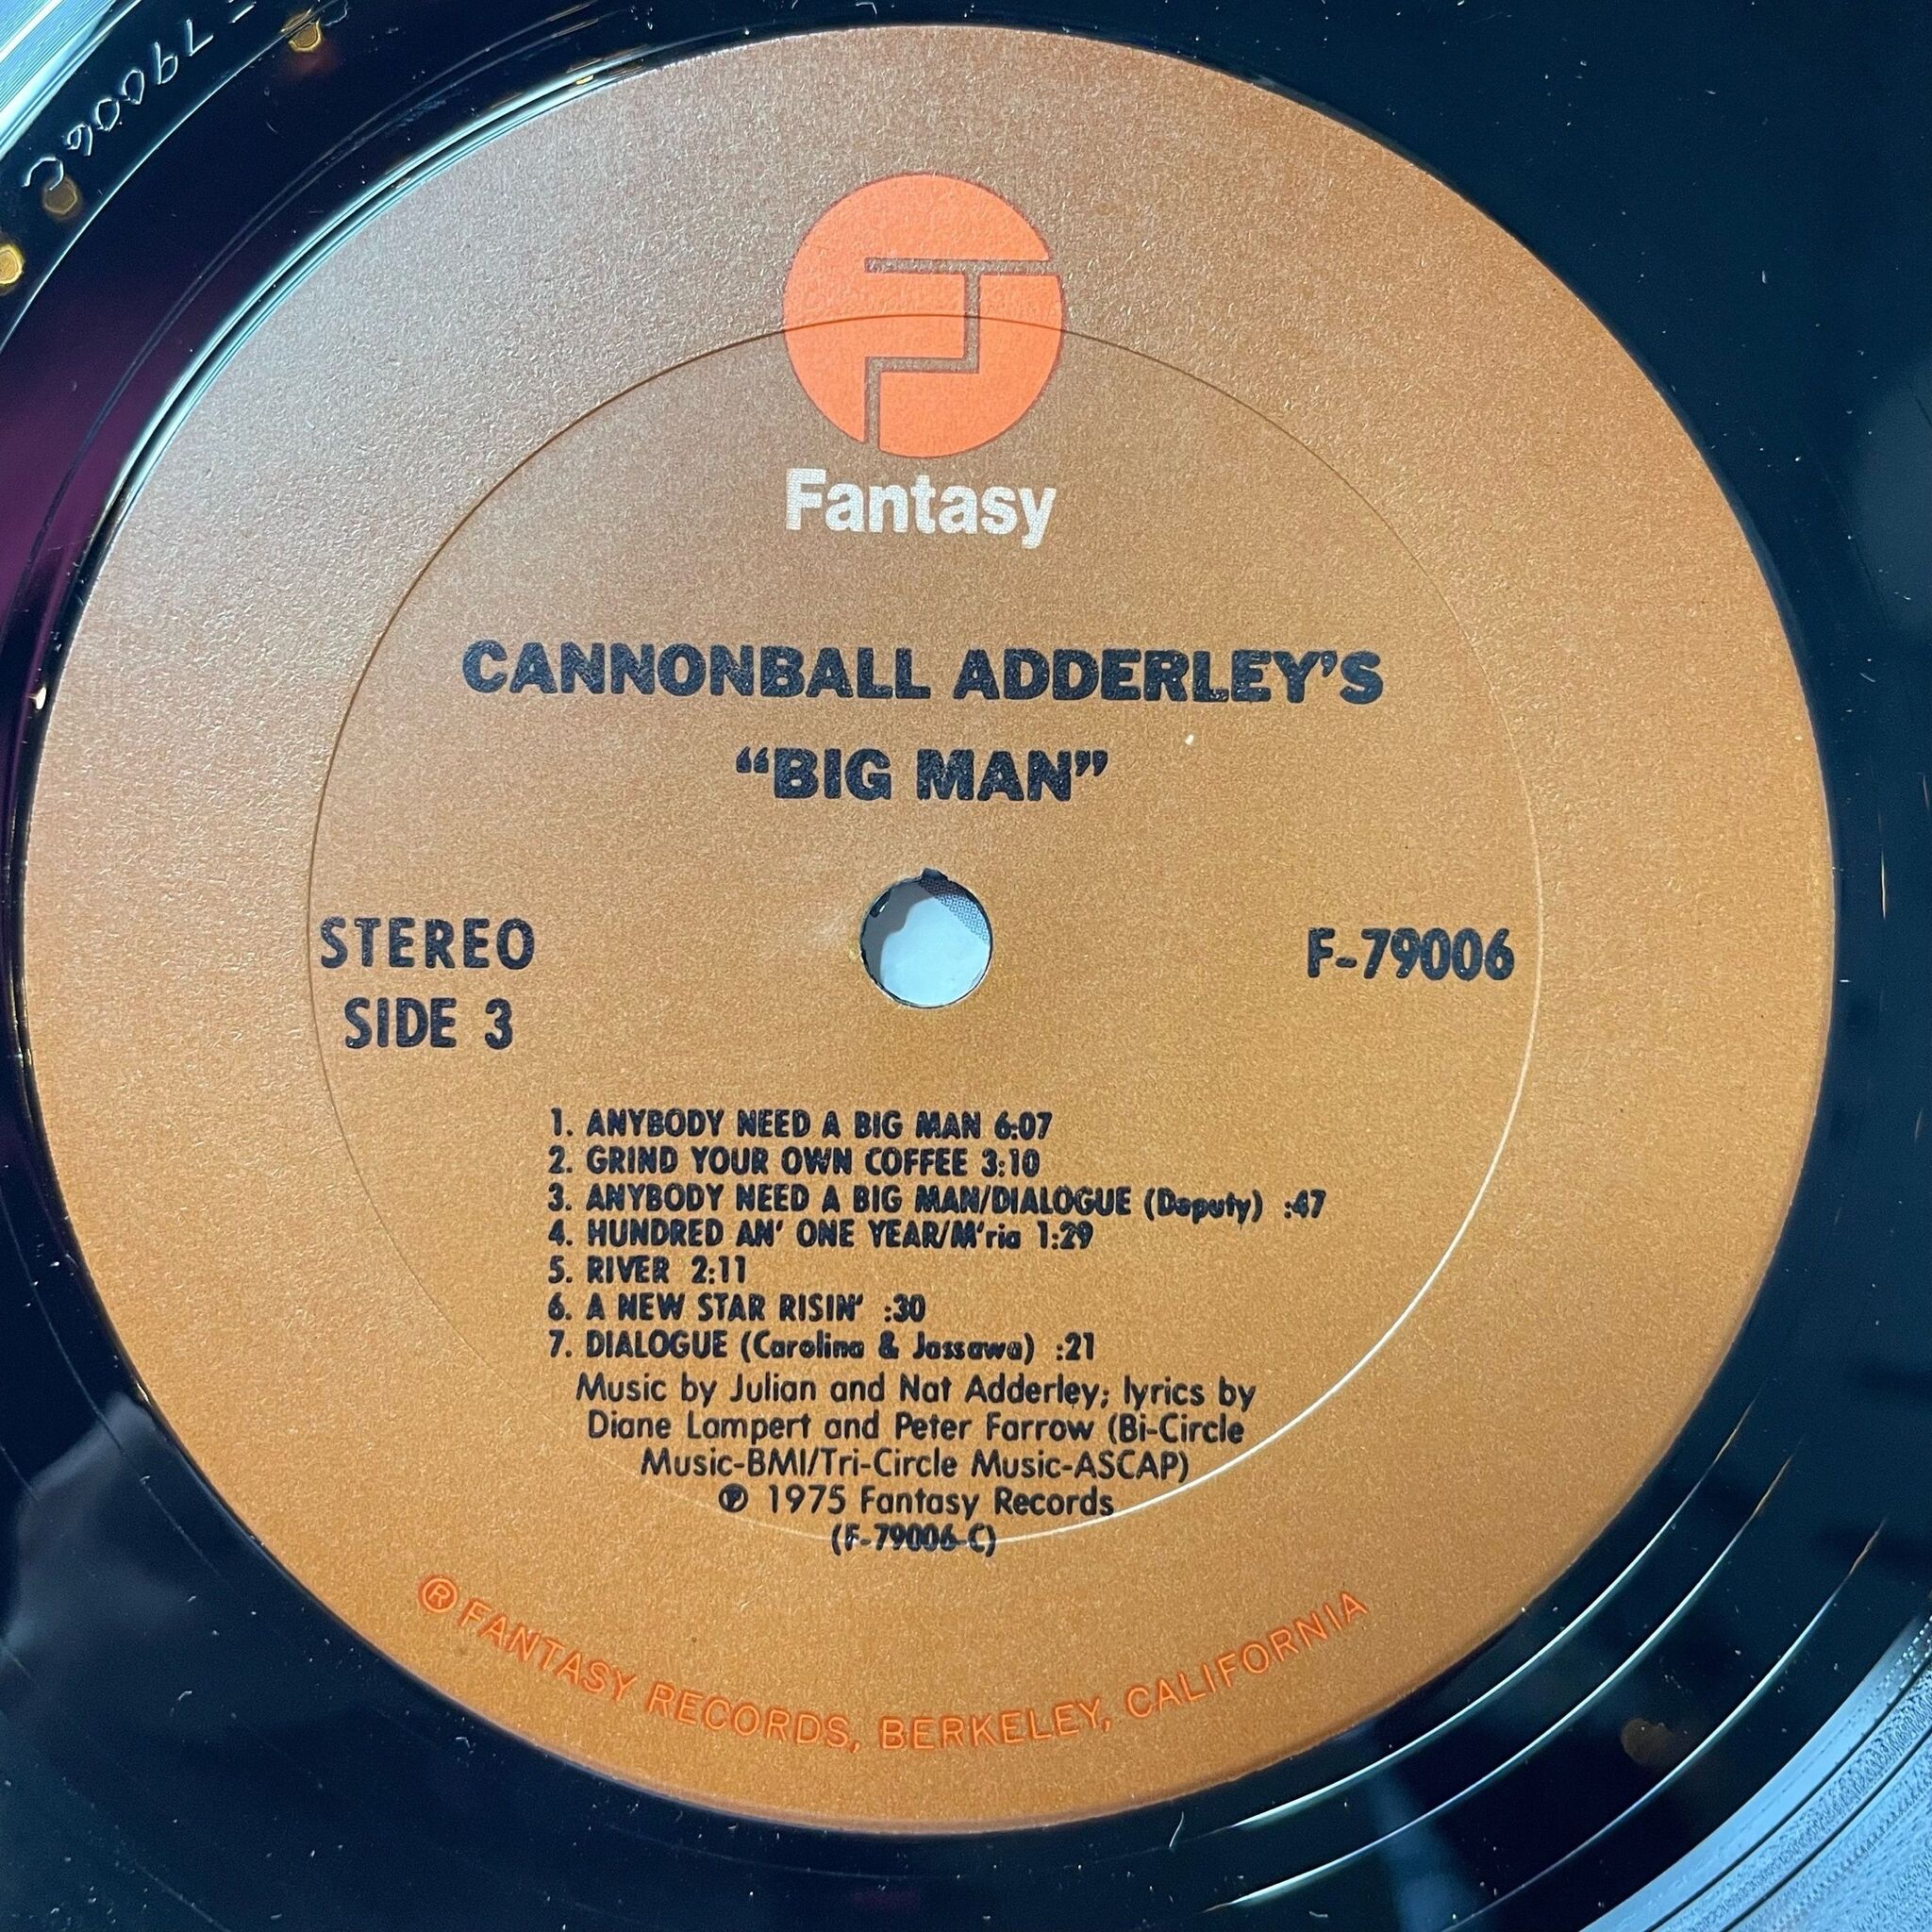 79006C
Fantasy
CANNONBALL ADDERLEY'S
“BIG MAN”
STEREO
SIDE 3
F-79006
1. ANYBODY NEED A BIG MAN 6:07
2. GRIND YOUR OWN COFFEE 3:10
3. ANYBODY NEED A BIG MAN/DIALOGUE (Deputy) :47
4. HUNDRED AN' ONE YEAR/M'ria 1:29
5. RIVER 2:11
6. A NEW STAR RISIN' :30
7. DIALOGUE (Carolina & Jassawa) :21
Music by Julian and Nat Adderley; lyrics by
Diane Lampert and Peter Farrow (Bi-Circle
Music-BMI/Tri-Circle Music-ASCAP)
℗ 1975 Fantasy Records
(F-79006-C)
® FANTASY RECORDS, BERKELEY, CALIFORNIA